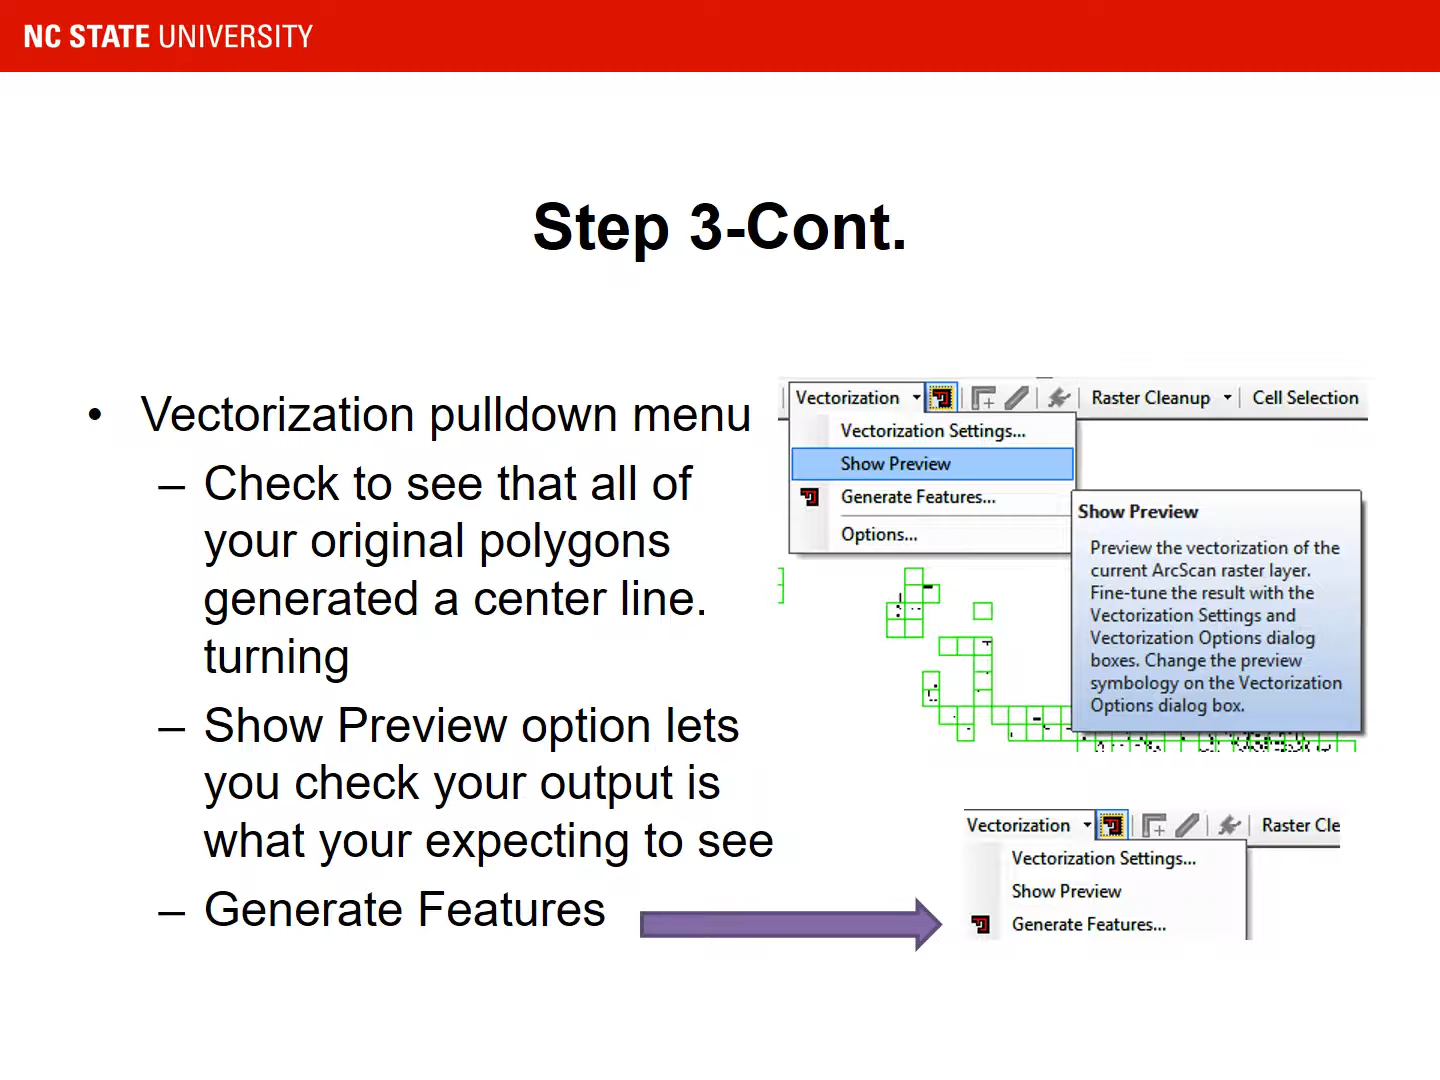 NC STATE UNIVERSITY
Step 3-Cont.
• Vectorization pulldown menu
– Check to see that all of
your original polygons
generated a center line.
turning
– Show Preview option lets
you check your output is
what your expecting to see
– Generate Features
Vectorization Raster Cleanup Cell Selection
Vectorization Settings...
Show Preview
Generate Features...
Options...
Show Preview
Preview the vectorization of the
current ArcScan raster layer.
Fine-tune the result with the
Vectorization Settings and
Vectorization Options dialog
boxes. Change the preview
symbology on the Vectorization
Options dialog box.
Vectorization Raster Cle
Vectorization Settings...
Show Preview
Generate Features...